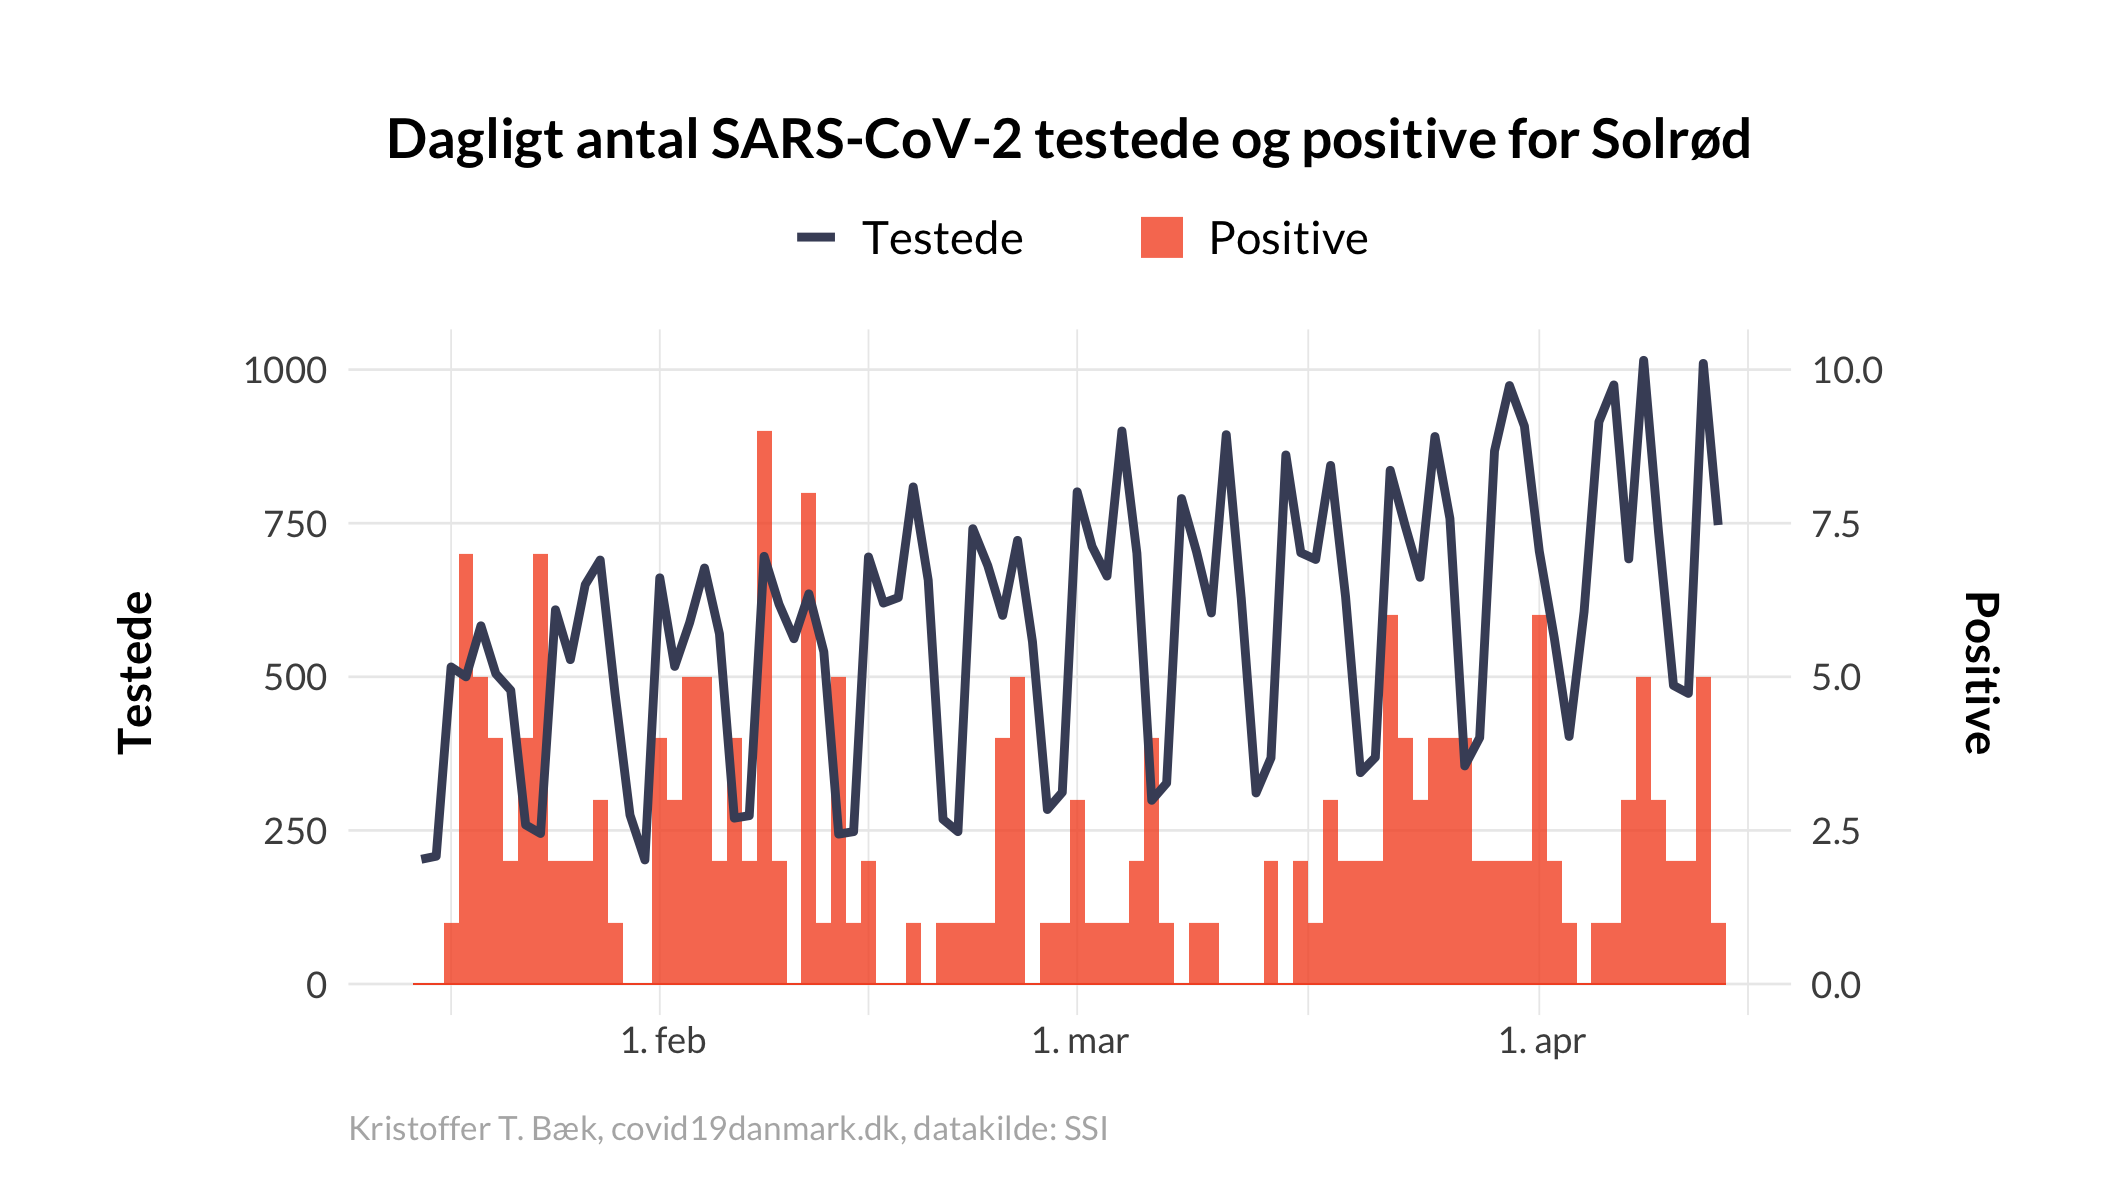 Dagligt antal SARS-CoV-2 testede og positive for Solrød
Testede
Positive
1000
750
500
250
0
10.0
7.5
5.0
2.5
0.0
Testede
Positive
1. feb
1. mar
1. apr
Kristoffer T. Bæk, covid19danmark.dk, datakilde: SSI